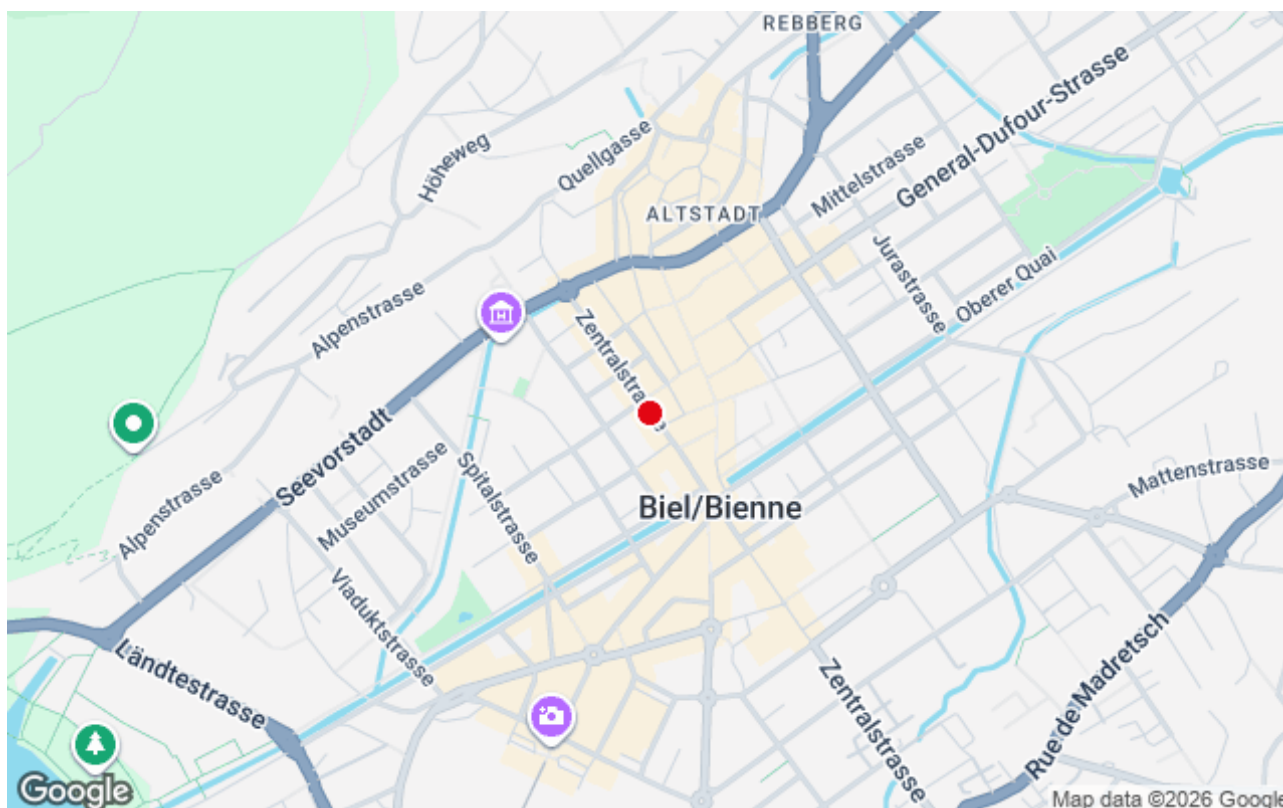 REBBERG
General-Dufour-Strasse
Höheweg
Quellgasse
Mittelstrasse
ALTSTADT
Jurastrasse
Oberer Quai
Alpenstrasse
Zentralstrasse
Seevorstadt
Museumstrasse
Spitalstrasse
Mattenstrasse
Alpenstrasse
Biel/Bienne
Viaduktstrasse
Ländtestrasse
Rue de Madretsch
Zentralstrasse
Google
Map data ©2026 Google